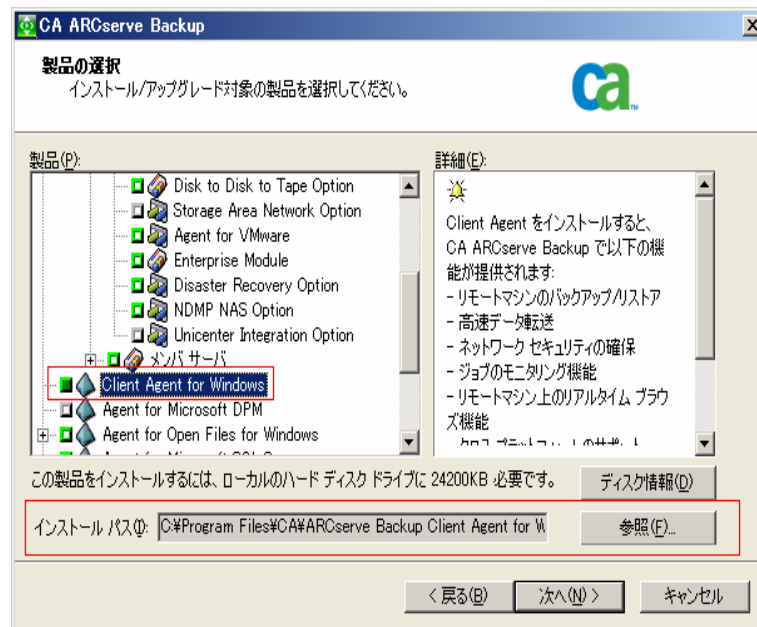 CA ARCserve Backup
製品の選択
インストール/アップグレード対象の製品を選択してください。
ca
製品(P):
Disk to Disk to Tape Option
Storage Area Network Option
Agent for VMware
Enterprise Module
Disaster Recovery Option
NDMP NAS Option
Unicenter Integration Option
メンバ サーバ
Client Agent for Windows
Agent for Microsoft DPM
Agent for Open Files for Windows
詳細(E):
Client Agent をインストールすると、
CA ARCserve Backup で以下の機
能が提供されます:
- リモートマシンのバックアップ/リストア
- 高速データ転送
- ネットワーク セキュリティの確保
- ジョブのモニタリング機能
- リモートマシン上のリアルタイム ブラウ
ズ機能
この製品をインストールするには、ローカルのハード ディスク ドライブに 24200KB 必要です。
ディスク情報(D)
インストール パス(I): C:¥Program Files¥CA¥ARCserve Backup Client Agent for W
参照(F)...
< 戻る(B)
次へ(N) >
キャンセル